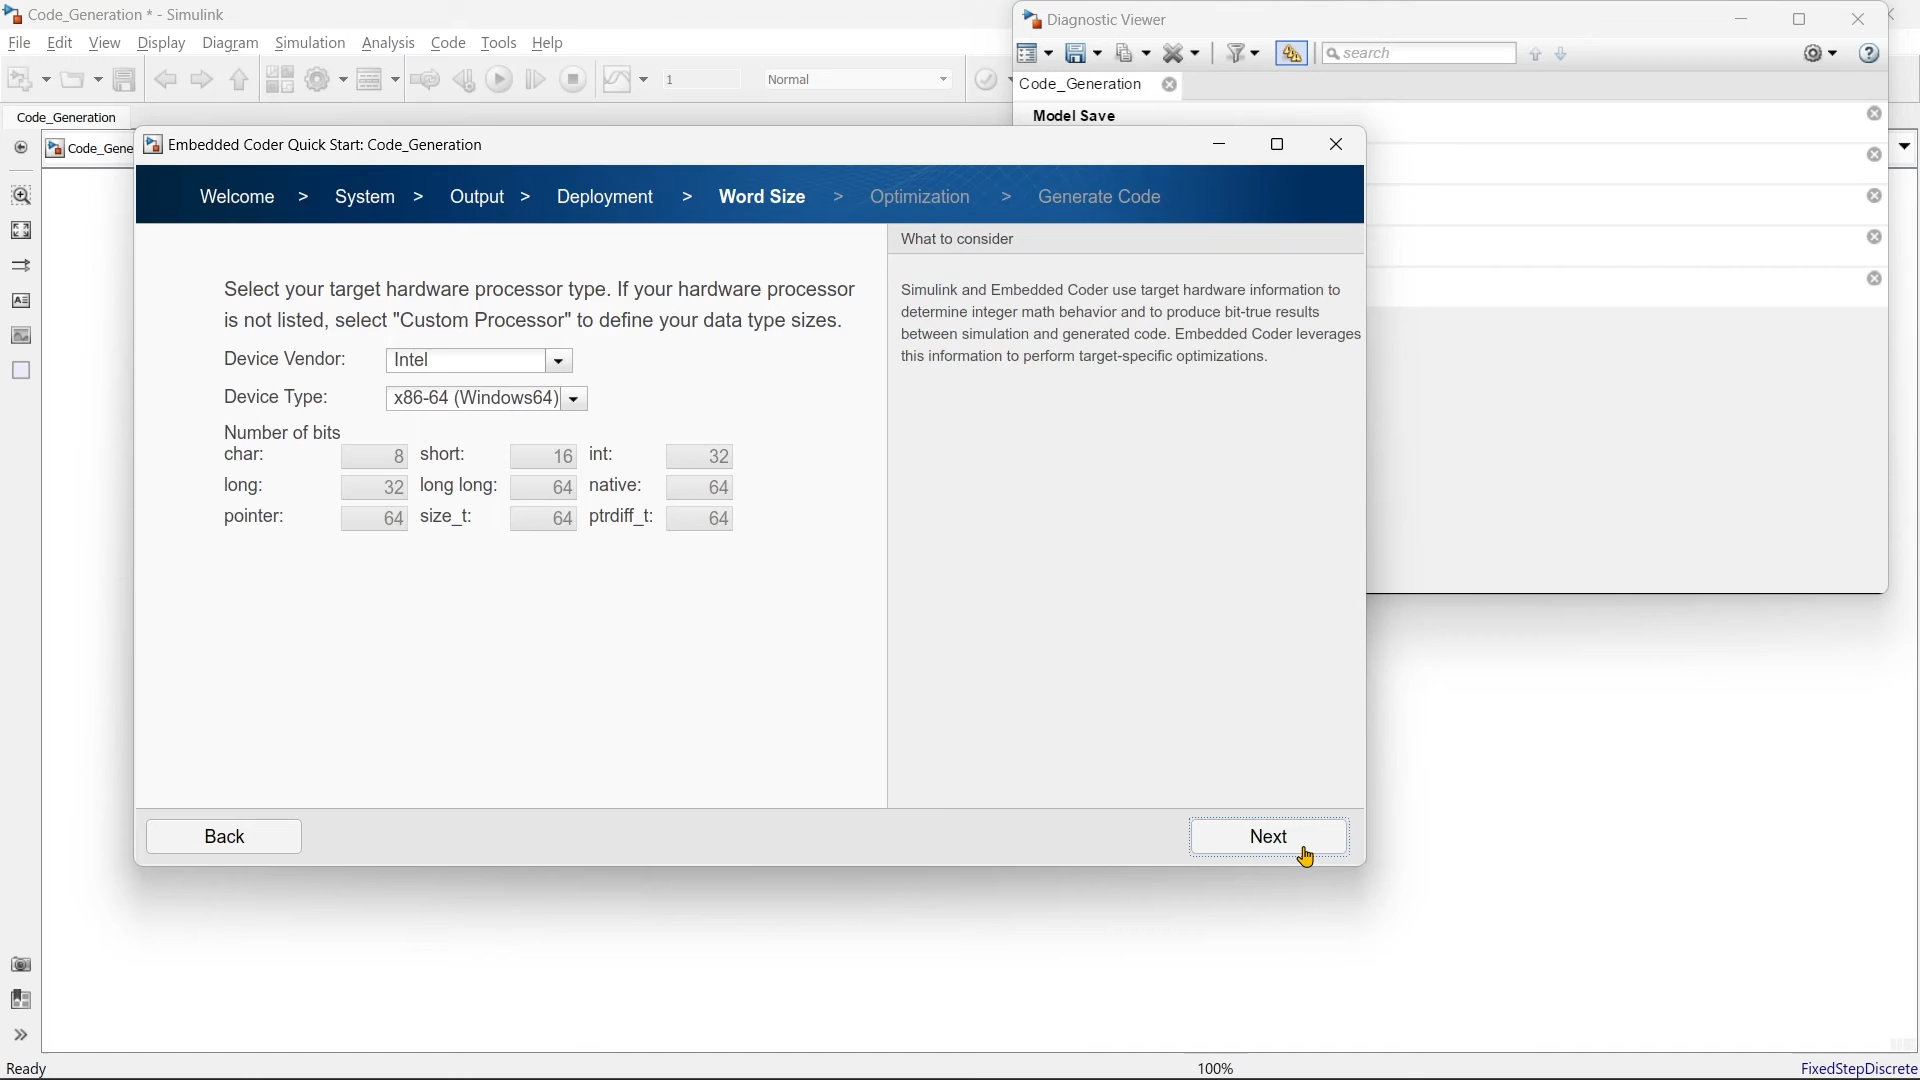 Code_Generation * - Simulink
File Edit View Display Diagram Simulation Analysis Code Tools Help
1 Normal
Code_Generation
Code_Gene
Diagnostic Viewer
search
Code_Generation
Model Save
Embedded Coder Quick Start: Code_Generation
Welcome > System > Output > Deployment > Word Size > Optimization > Generate Code
Select your target hardware processor type. If your hardware processor
is not listed, select "Custom Processor" to define your data type sizes.
Device Vendor: Intel
Device Type: x86-64 (Windows64)
Number of bits
char: 8 short: 16 int: 32
long: 32 long long: 64 native: 64
pointer: 64 size_t: 64 ptrdiff_t: 64
What to consider
Simulink and Embedded Coder use target hardware information to
determine integer math behavior and to produce bit-true results
between simulation and generated code. Embedded Coder leverages
this information to perform target-specific optimizations.
Back Next
Ready 100% FixedStepDiscrete